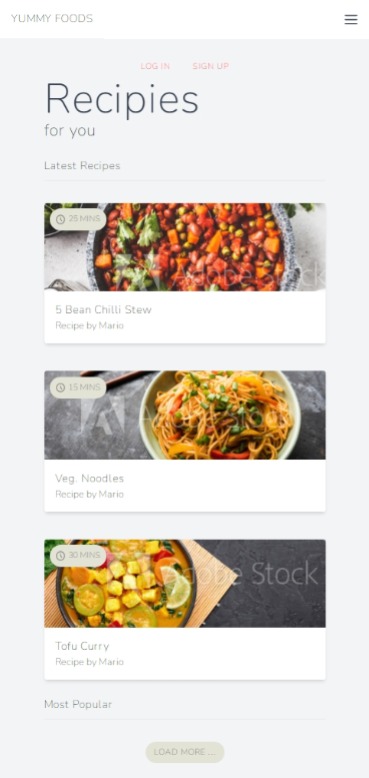 YUMMY FOODS
LOG IN SIGN UP
Recipies
for you
Latest Recipes
25 MINS
Adobe Stock
5 Bean Chilli Stew
Recipe by Mario
15 MINS
A
Veg. Noodles
Recipe by Mario
30 MINS
Adobe Stock
Tofu Curry
Recipe by Mario
Most Popular
LOAD MORE ....